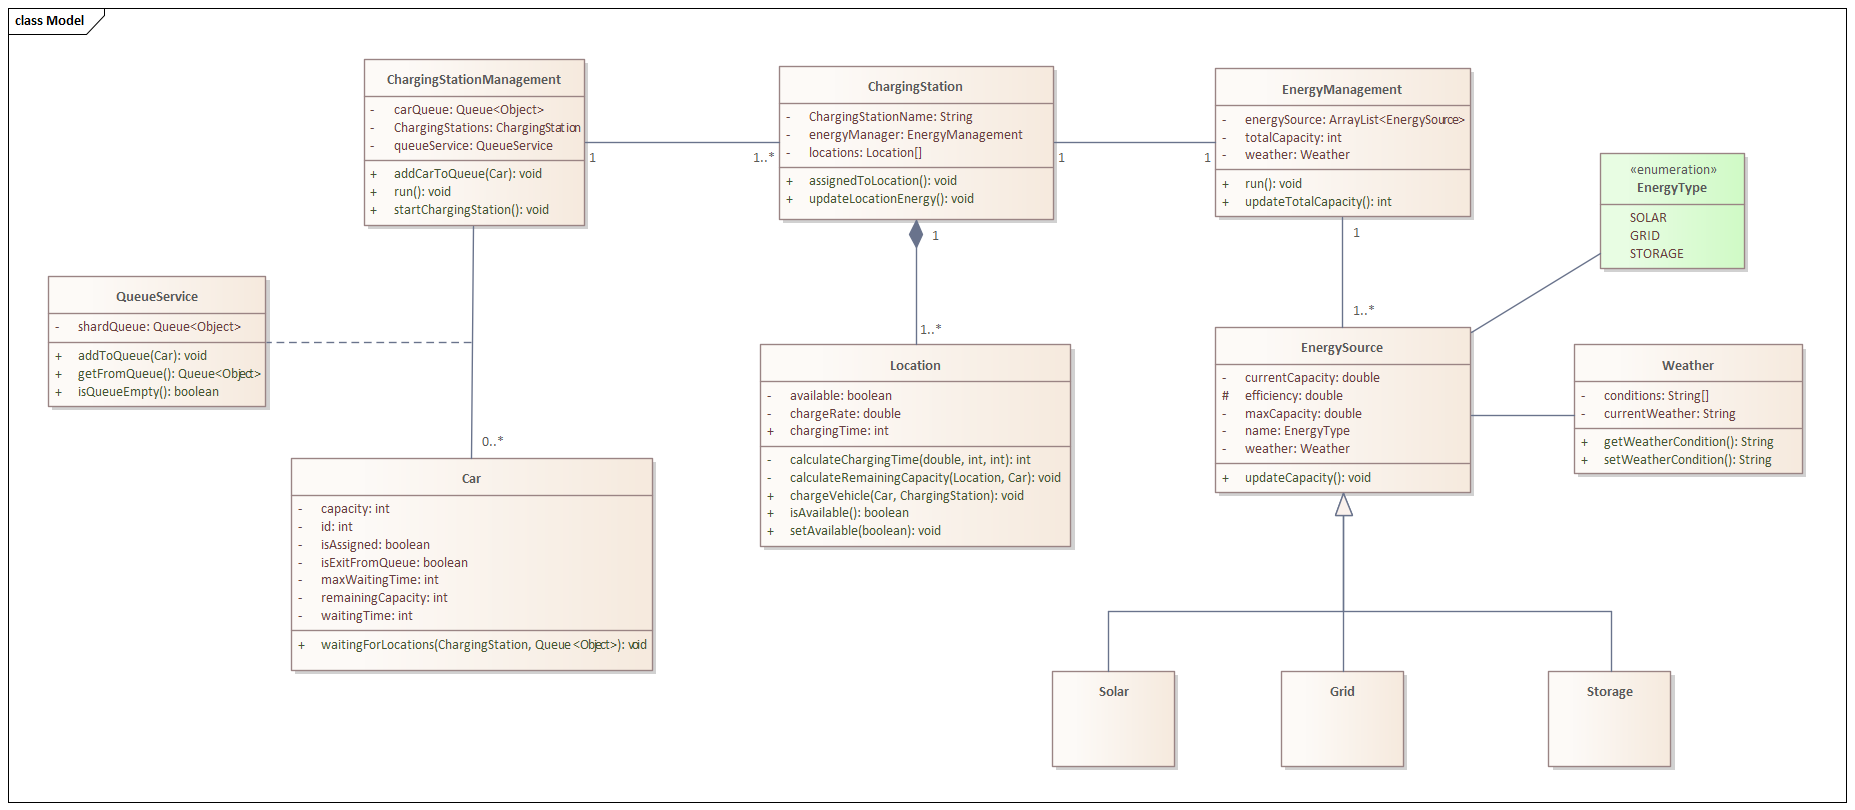 class Model
ChargingStationManagement
- carQueue: Queue<Object>
- ChargingStations: ChargingStation
- queueService: QueueService
+ addCarToQueue(Car): void
+ run(): void
+ startChargingStation(): void
1
1..*
ChargingStation
- ChargingStationName: String
- energyManager: EnergyManagement
- locations: Location[]
+ assignedToLocation(): void
+ updateLocationEnergy(): void
1
1
EnergyManagement
- energySource: ArrayList<EnergySource>
- totalCapacity: int
- weather: Weather
+ run(): void
+ updateTotalCapacity(): int
«enumeration»
EnergyType
SOLAR
GRID
STORAGE
1
1
1..*
1..*
QueueService
- shardQueue: Queue<Object>
+ addToQueue(Car): void
+ getFromQueue(): Queue<Object>
+ isQueueEmpty(): boolean
0..*
Car
- capacity: int
- id: int
- isAssigned: boolean
- isExitFromQueue: boolean
- maxWaitingTime: int
- remainingCapacity: int
- waitingTime: int
+ waitingForLocations(ChargingStation, Queue <Object>): void
Location
- available: boolean
- chargeRate: double
+ chargingTime: int
- calculateChargingTime(double, int, int): int
- calculateRemainingCapacity(Location, Car): void
+ chargeVehicle(Car, ChargingStation): void
+ isAvailable(): boolean
+ setAvailable(boolean): void
EnergySource
- currentCapacity: double
# efficiency: double
- maxCapacity: double
- name: EnergyType
- weather: Weather
+ updateCapacity(): void
Weather
- conditions: String[]
- currentWeather: String
+ getWeatherCondition(): String
+ setWeatherCondition(): String
Solar
Grid
Storage